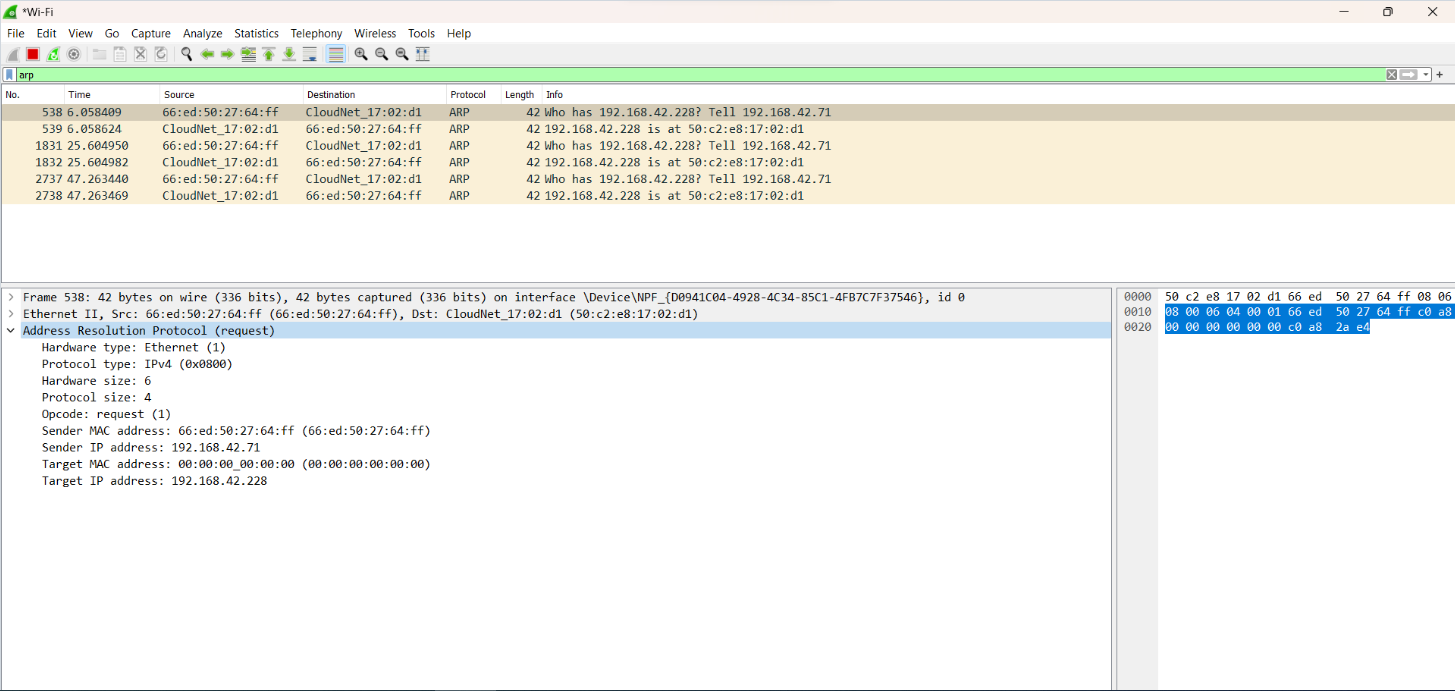 *Wi-Fi
File Edit View Go Capture Analyze Statistics Telephony Wireless Tools Help
arp
No. Time Source Destination Protocol Length Info
538 6.058409 66:ed:50:27:64:ff CloudNet_17:02:d1 ARP 42 Who has 192.168.42.228? Tell 192.168.42.71
539 6.058624 CloudNet_17:02:d1 66:ed:50:27:64:ff ARP 42 192.168.42.228 is at 50:c2:e8:17:02:d1
1831 25.604950 66:ed:50:27:64:ff CloudNet_17:02:d1 ARP 42 Who has 192.168.42.228? Tell 192.168.42.71
1832 25.604982 CloudNet_17:02:d1 66:ed:50:27:64:ff ARP 42 192.168.42.228 is at 50:c2:e8:17:02:d1
2737 47.263440 66:ed:50:27:64:ff CloudNet_17:02:d1 ARP 42 Who has 192.168.42.228? Tell 192.168.42.71
2738 47.263469 CloudNet_17:02:d1 66:ed:50:27:64:ff ARP 42 192.168.42.228 is at 50:c2:e8:17:02:d1
Frame 538: 42 bytes on wire (336 bits), 42 bytes captured (336 bits) on interface \Device\NPF_{D0941C04-4928-4C34-85C1-4FB7C7F37546}, id 0
Ethernet II, Src: 66:ed:50:27:64:ff (66:ed:50:27:64:ff), Dst: CloudNet_17:02:d1 (50:c2:e8:17:02:d1)
Address Resolution Protocol (request)
Hardware type: Ethernet (1)
Protocol type: IPv4 (0x0800)
Hardware size: 6
Protocol size: 4
Opcode: request (1)
Sender MAC address: 66:ed:50:27:64:ff (66:ed:50:27:64:ff)
Sender IP address: 192.168.42.71
Target MAC address: 00:00:00_00:00:00 (00:00:00:00:00:00)
Target IP address: 192.168.42.228
0000 50 c2 e8 17 02 d1 66 ed 50 27 64 ff 08 06
0010 08 00 06 04 00 01 66 ed 50 27 64 ff c0 a8
0020 00 00 00 00 00 00 c0 a8 2a e4